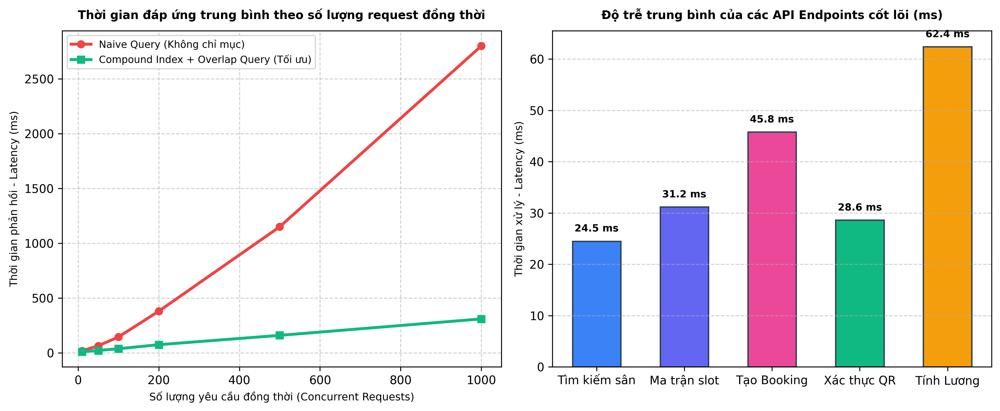 Thời gian đáp ứng trung bình theo số lượng request đồng thời
Naive Query (Không chỉ mục)
Compound Index + Overlap Query (Tối ưu)
Thời gian phản hồi - Latency (ms)
2500
2000
1500
1000
500
0
0 200 400 600 800 1000
Số lượng yêu cầu đồng thời (Concurrent Requests)
Độ trễ trung bình của các API Endpoints cốt lõi (ms)
Thời gian xử lý - Latency (ms)
60
50
40
30
20
10
0
24.5 ms
31.2 ms
45.8 ms
28.6 ms
62.4 ms
Tìm kiếm sân Ma trận slot Tạo Booking Xác thực QR Tính Lương